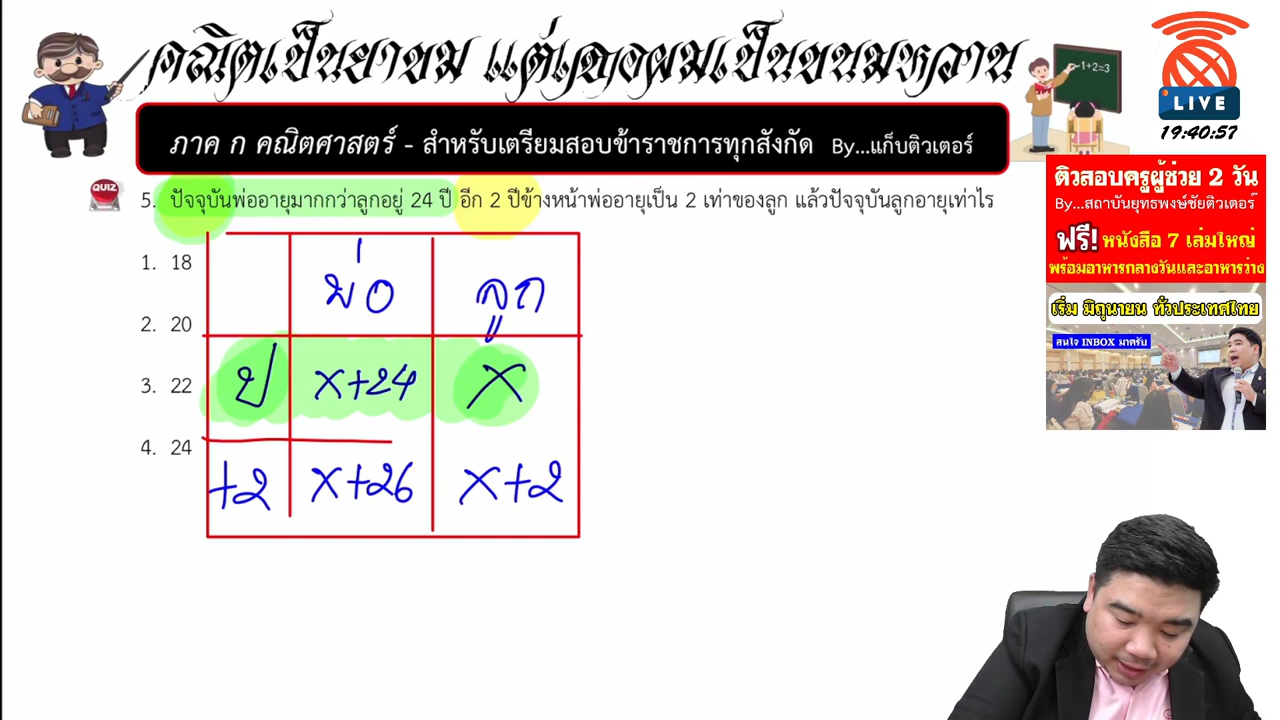 คณิตเป็นยาขม แต่เจอผมเป็นขนมหวาน
-1+2=3
LIVE
19:40:57
ภาค ก คณิตศาสตร์ - สำหรับเตรียมสอบข้าราชการทุกสังกัด By...แก็บติวเตอร์
ติวสอบครูผู้ช่วย 2 วัน
By...สถาบันยุทธพงษ์ชัยติวเตอร์
ฟรี! หนังสือ 7 เล่มใหญ่
พร้อมอาหารกลางวันและอาหารว่าง
เริ่ม มิถุนายน ทั่วประเทศไทย
สนใจ INBOX มาครับ
QUIZ
5. ปัจจุบันพ่ออายุมากกว่าลูกอยู่ 24 ปี อีก 2 ปีข้างหน้าพ่ออายุเป็น 2 เท่าของลูก แล้วปัจจุบันลูกอายุเท่าไร
1. 18
2. 20
3. 22
4. 24
พ่อ ลูก
ป x+24 x
+2 x+26 x+2